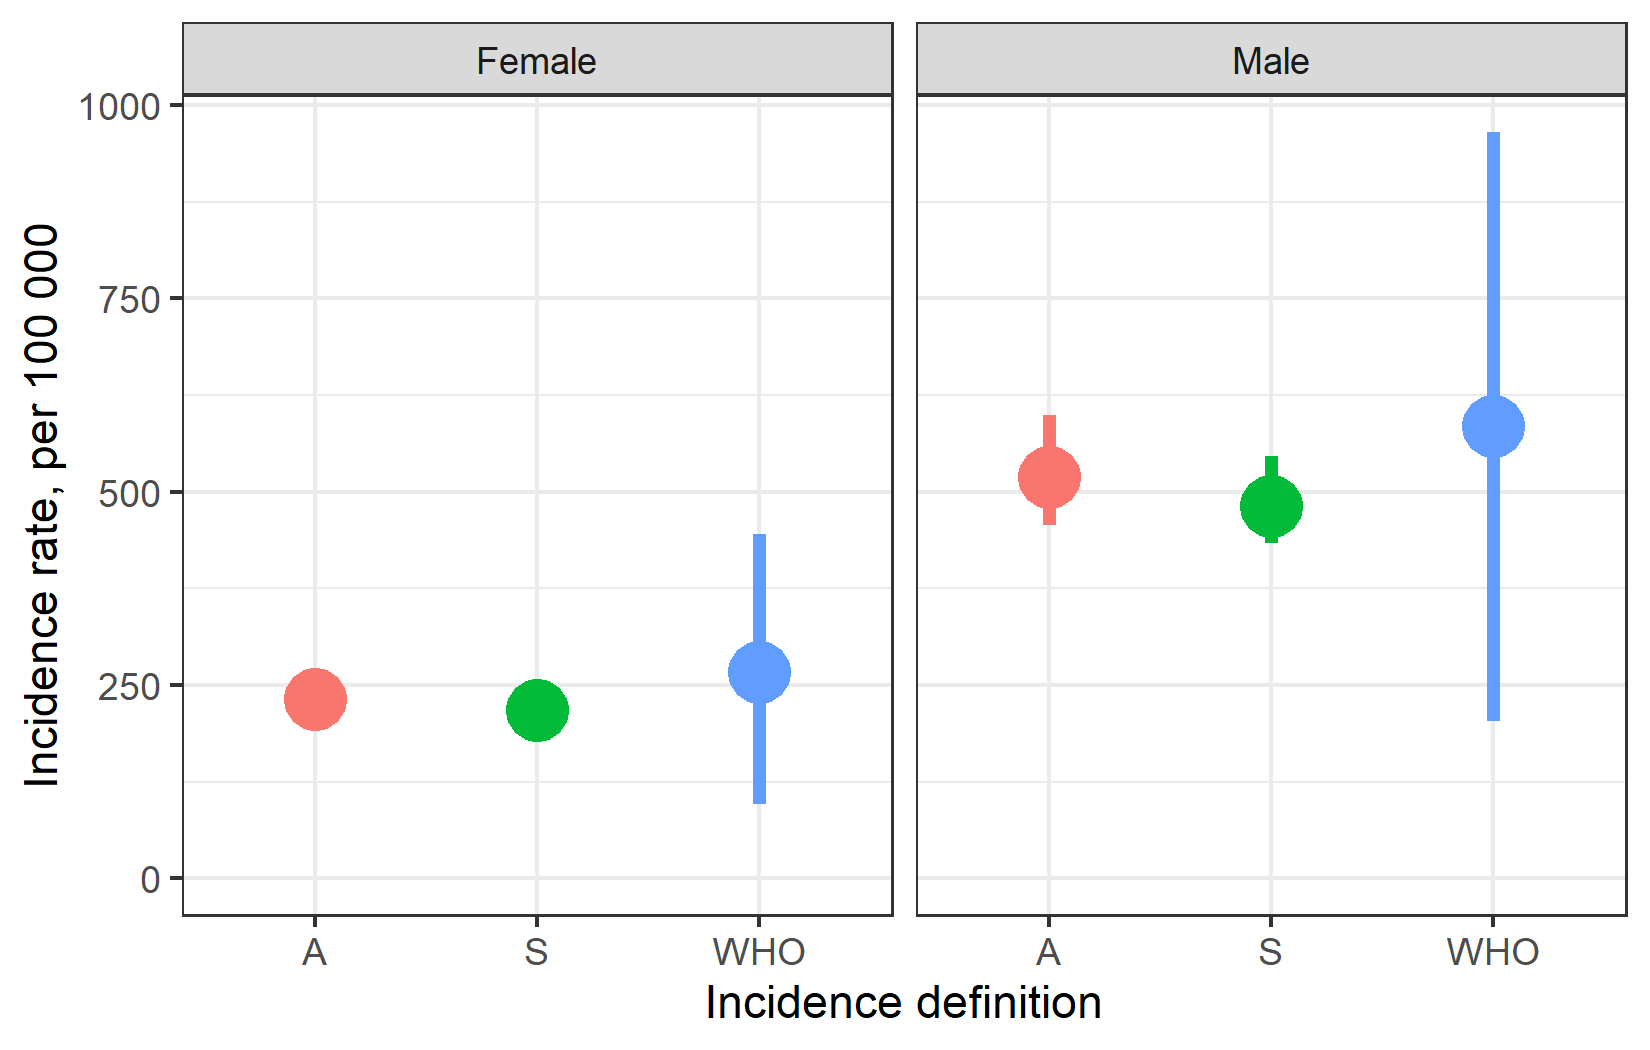 Female
Male
Incidence rate, per 100 000
1000
750
500
250
0
A
S
WHO
A
S
WHO
Incidence definition